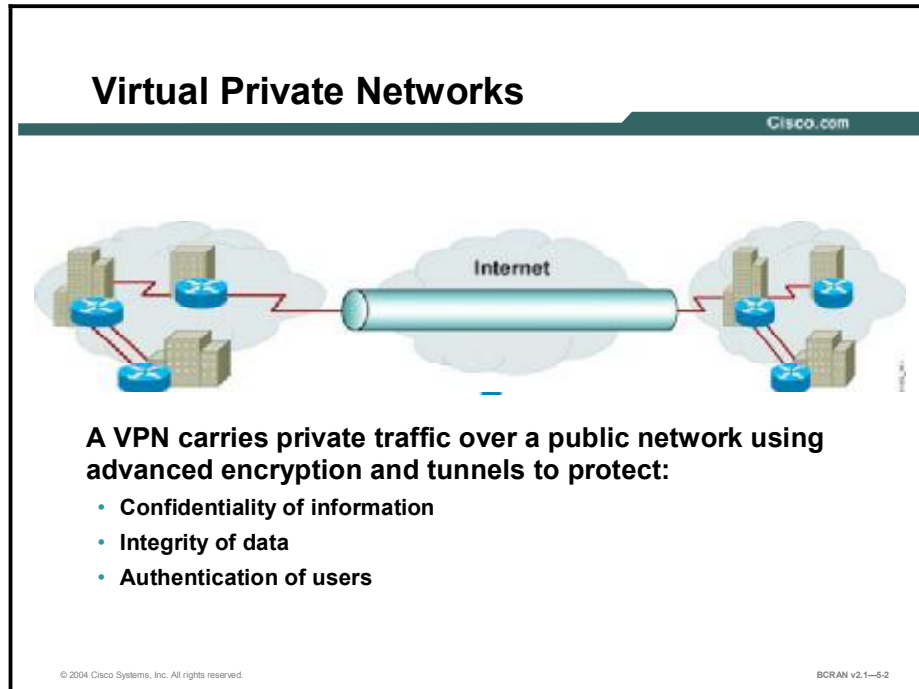 Virtual Private Networks
Cisco.com
Internet
A VPN carries private traffic over a public network using
advanced encryption and tunnels to protect:
• Confidentiality of information
• Integrity of data
• Authentication of users
© 2004 Cisco Systems, Inc. All rights reserved.
BCRAN v2.1—5-2